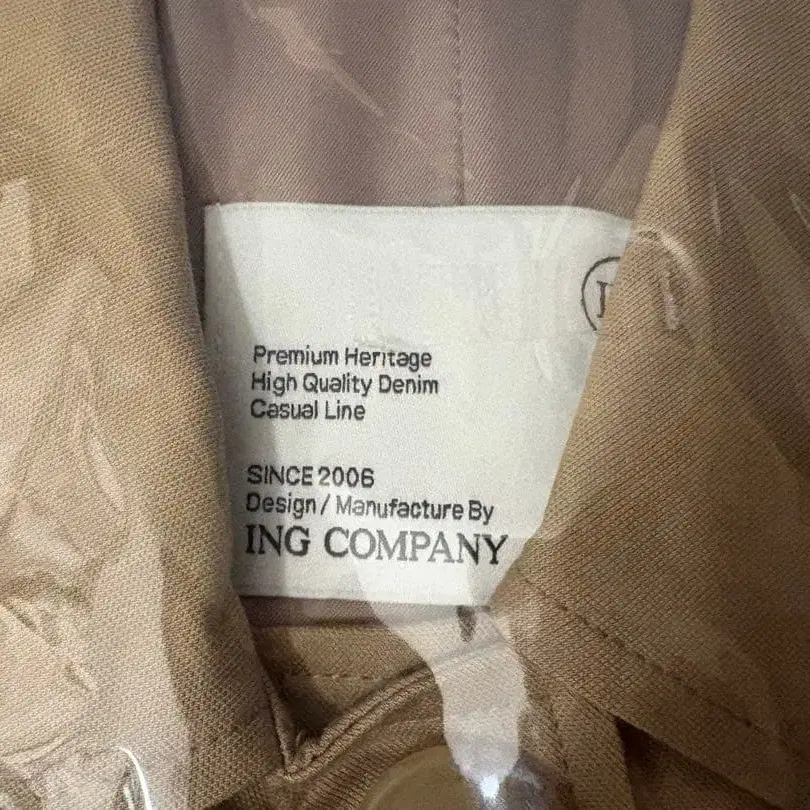 Premium Heritage
High Quality Denim
Casual Line
SINCE 2006
Design / Manufacture By
ING COMPANY